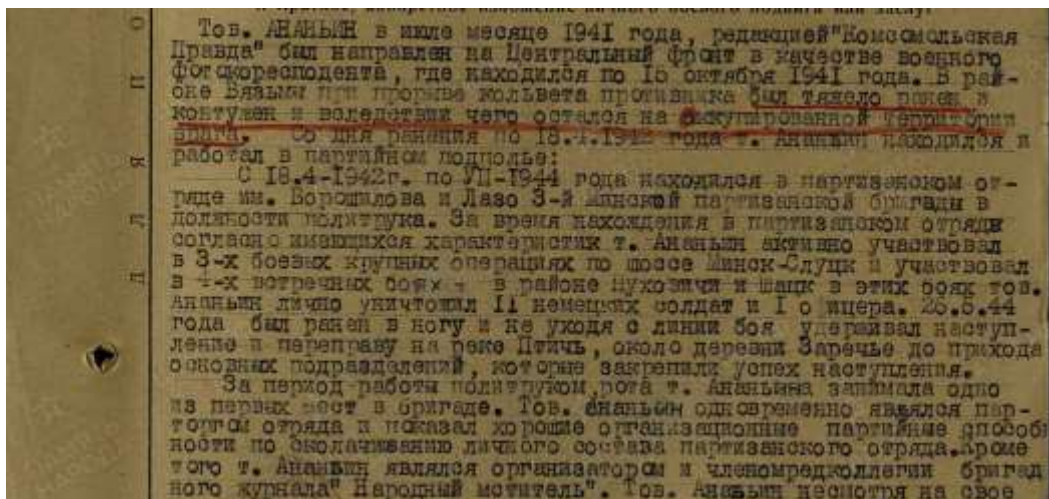 Тов. АНАНЬИН в июле месяце 1941 года, редакцией "Комсомольская
Правда" был направлен на Центральный фронт в качестве военного
фотокореспондента, где находился по 15 октября 1941 года. В рай-
оне Вязьмы при прорыве кольвета противника был тяжело ранен и
контужен и вследствий чего остался на оккупированной территории
врага. Со дня ранения по 18.4.1942 года т. Ананьин находился и
работал в партийном подполье:
С 18.4-1942г. по УП-1944 года находился в партизанском от-
ряде им. Ворошилова и Лазо 3-й Минской партизанской бригады в
должности политрука. За время нахождения в партизанском отряде
согласно имеющихся характеристик т. Ананьин активно участвовал
в 3-х боевых крупных операциях по шоссе Минск-Слуцк и участвовал
в 4-х встречных боях в районе Пуховичи и Шацк в этих боях тов.
Ананьин лично уничтожил 11 немецких солдат и 1 о ицера. 26.6.44
года был ранен в ногу и не уходя с линии боя удерживал наступ-
ление и переправу на реке Птичь, около деревни Заречье до прихода
основных подразделений, которые закрепили успех наступления.
За период работы политруком рота т. Ананьина занимала одно
из первых мест в бригаде. Тов. Ананьин одновременно являлся пар-
торгом отряда и показал хорошие организационные партийные способ
ности по сколачиванию личного состава партизанского отряда. Кроме
того т. Ананьин являлся организатором и членомредколлегии бригад
ного журнала "Народный мститель". Тов. Ананьин несмотря на свое